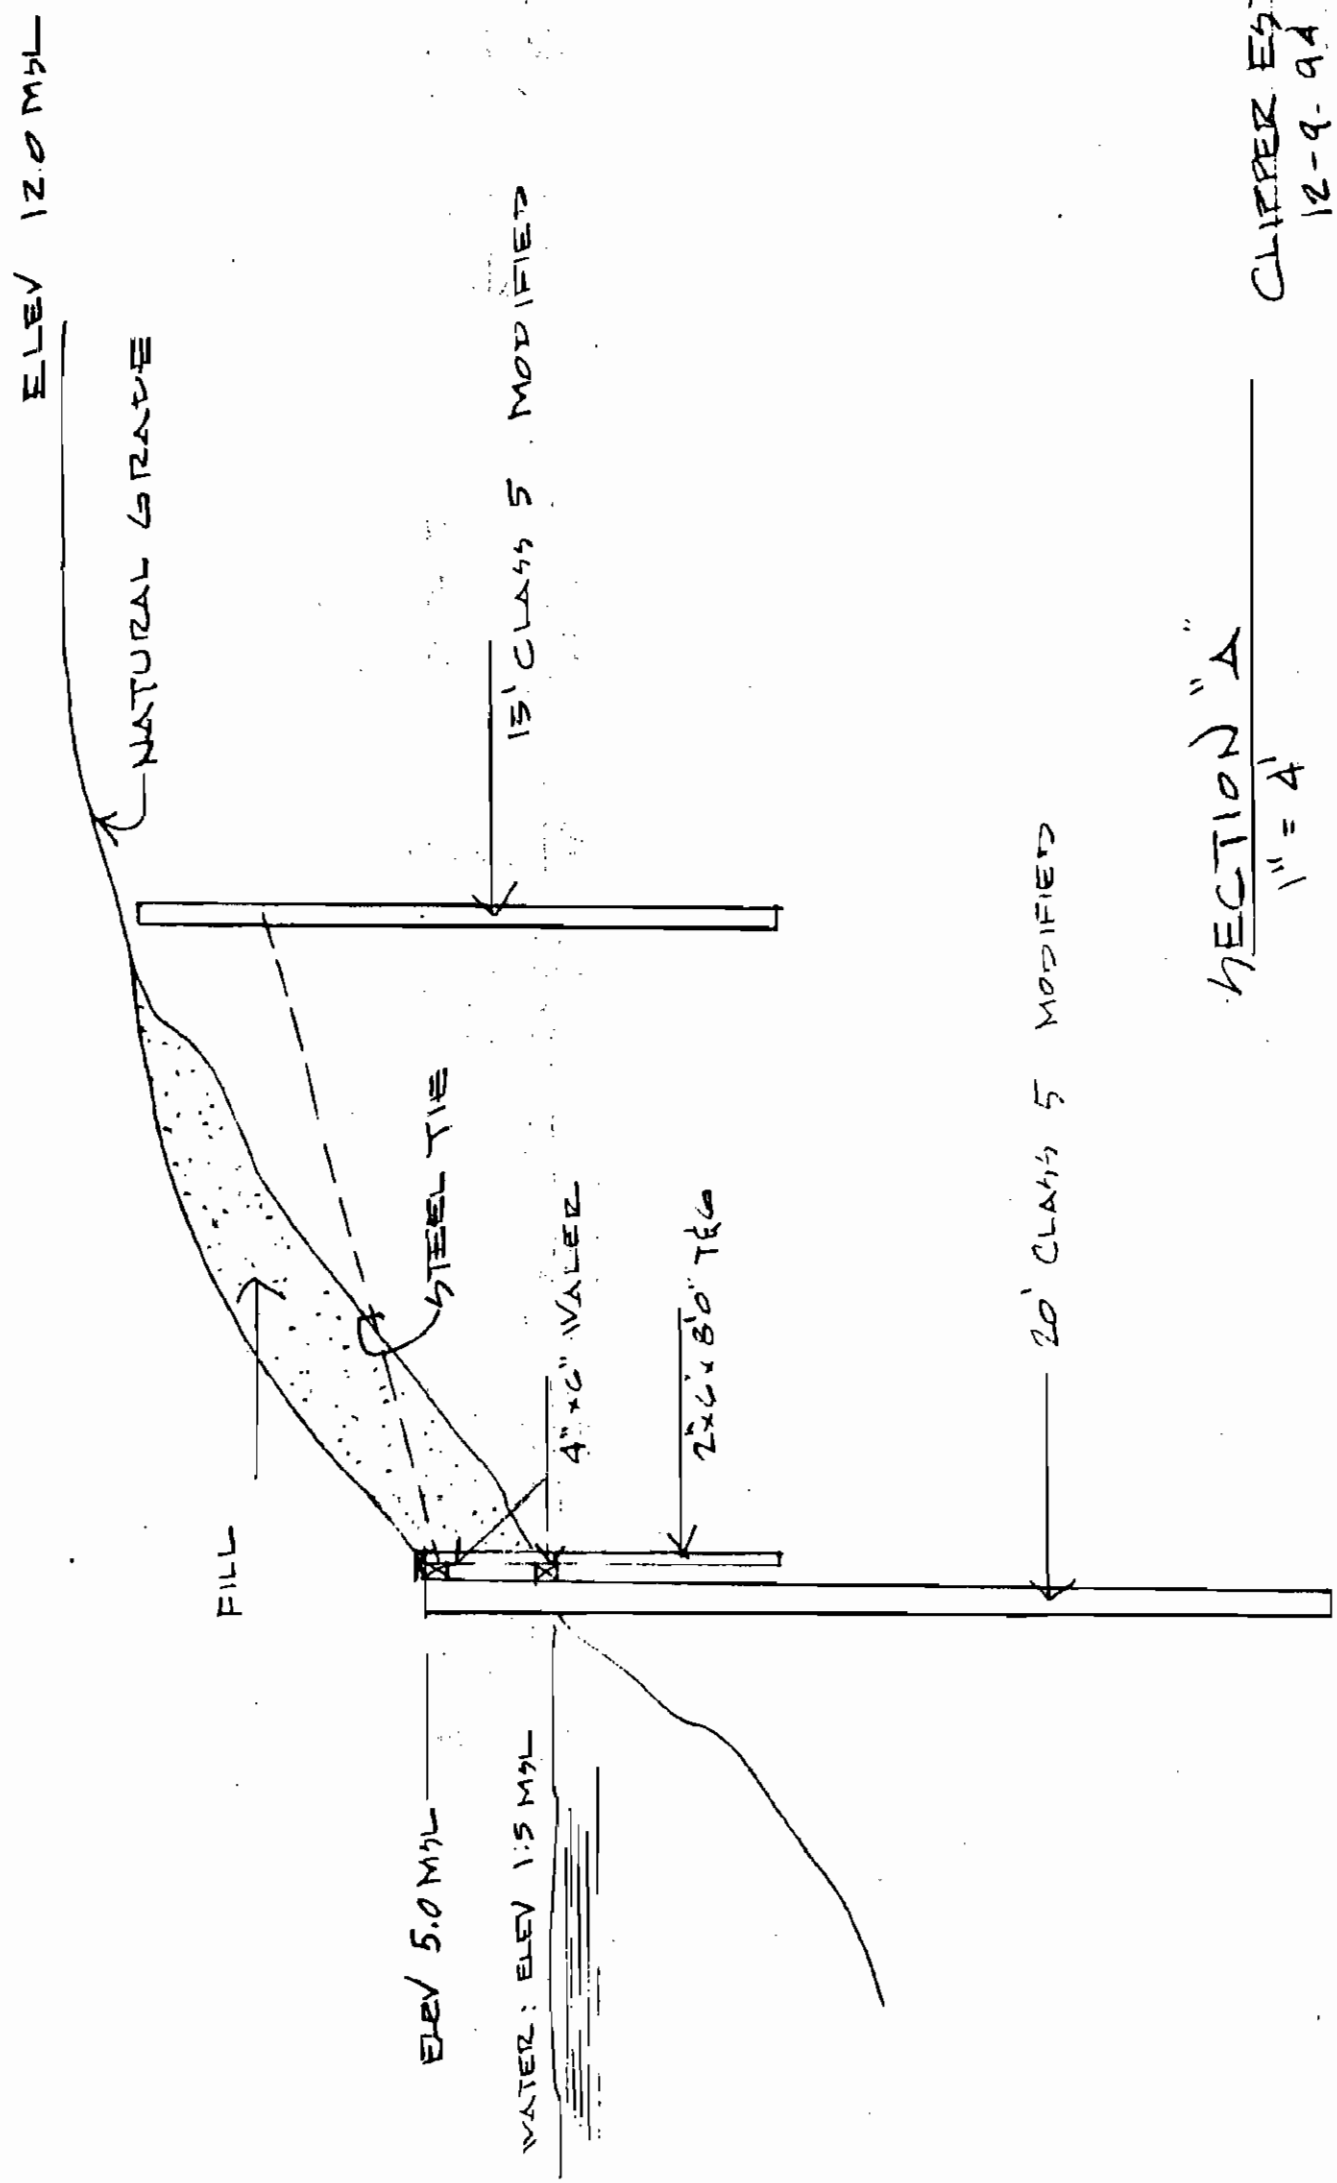 ELEV 12.0 MSL
NATURAL GRADE
FILL
STEEL TIE
15' CLASS 5 MODIFIED
ELEV 5.0 MSL
WATER: ELEV 1.5 MSL
4" x 6" WALER
2"x6"x8'0" T&G
20' CLASS 5 MODIFIED
SECTION "A"
1" = 4'
CLIPPER
12-9-94